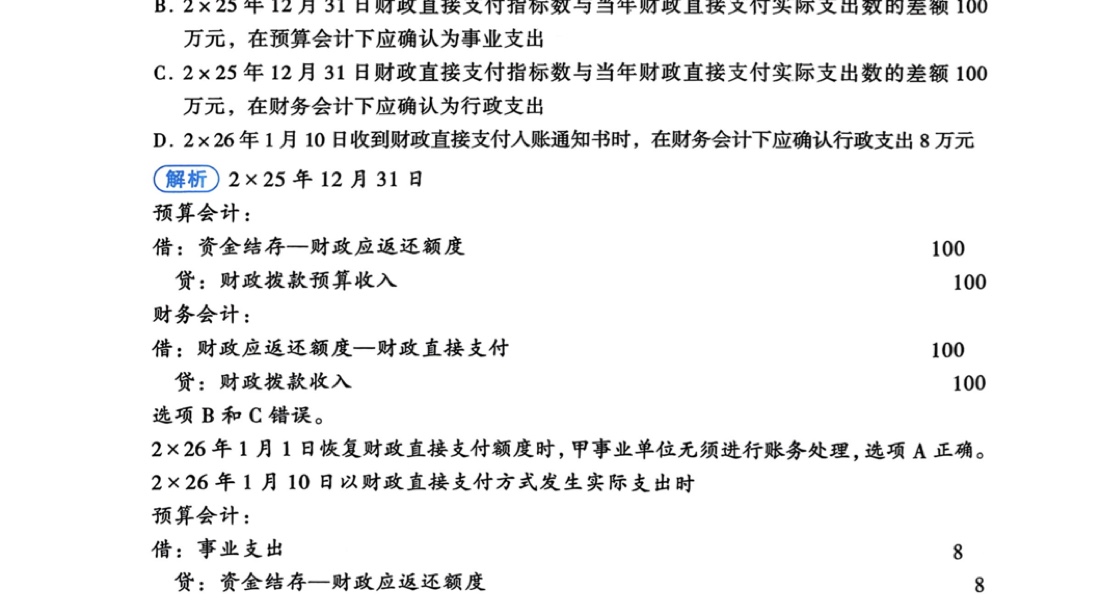 B. 2×25 年 12 月 31 日财政直接支付指标数与当年财政直接支付实际支出数的差额 100
万元，在预算会计下应确认为事业支出
C. 2×25 年 12 月 31 日财政直接支付指标数与当年财政直接支付实际支出数的差额 100
万元，在财务会计下应确认为行政支出
D. 2×26 年 1 月 10 日收到财政直接支付入账通知书时，在财务会计下应确认行政支出 8 万元
解析 2×25 年 12 月 31 日
预算会计：
借：资金结存—财政应返还额度 100
贷：财政拨款预算收入 100
财务会计：
借：财政应返还额度—财政直接支付 100
贷：财政拨款收入 100
选项 B 和 C 错误。
2×26 年 1 月 1 日恢复财政直接支付额度时，甲事业单位无须进行账务处理，选项 A 正确。
2×26 年 1 月 10 日以财政直接支付方式发生实际支出时
预算会计：
借：事业支出 8
贷：资金结存—财政应返还额度 8